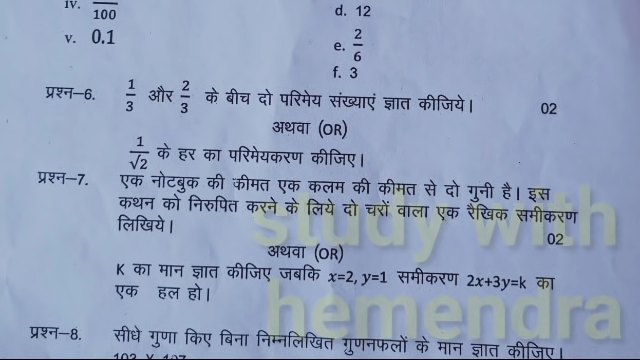 iv. 100
d. 12
v. 0.1
e. 2/6
f. 3
प्रश्न–6. 1/3 और 2/3 के बीच दो परिमेय संख्याएं ज्ञात कीजिये। 02
अथवा (OR)
1/√2 के हर का परिमेयकरण कीजिए।
प्रश्न–7. एक नोटबुक की कीमत एक कलम की कीमत से दो गुनी है। इस
कथन को निरुपित करने के लिये दो चरों वाला एक रैखिक समीकरण
लिखिये। 02
अथवा (OR)
K का मान ज्ञात कीजिए जबकि x=2, y=1 समीकरण 2x+3y=k का
एक हल हो।
प्रश्न–8. सीधे गुणा किए बिना निम्नलिखित गुणनफलों के मान ज्ञात कीजिए।
study with
hemendra